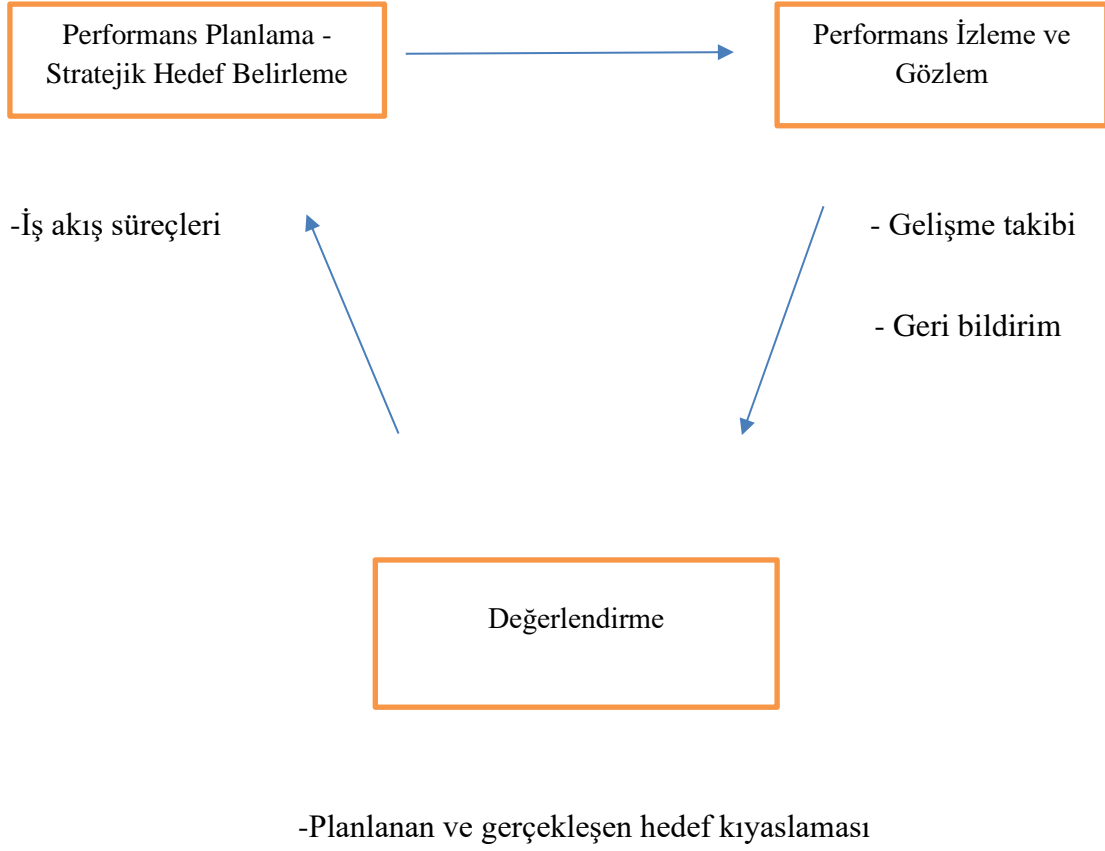 Performans Planlama -
Stratejik Hedef Belirleme
Performans İzleme ve
Gözlem
-İş akış süreçleri
- Gelişme takibi
- Geri bildirim
Değerlendirme
-Planlanan ve gerçekleşen hedef kıyaslaması